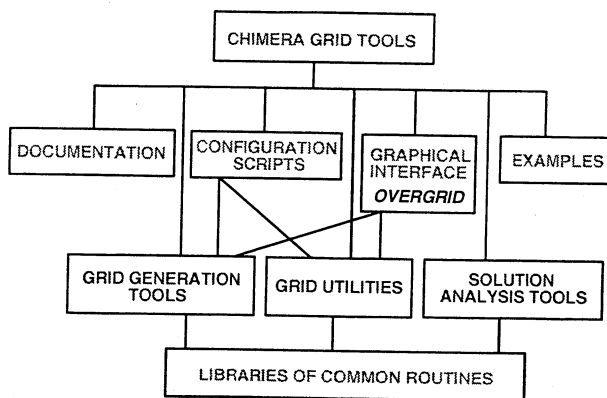 CHIMERA GRID TOOLS
DOCUMENTATION
CONFIGURATION
SCRIPTS
GRAPHICAL
INTERFACE
OVERGRID
EXAMPLES
GRID GENERATION
TOOLS
GRID UTILITIES
SOLUTION
ANALYSIS TOOLS
LIBRARIES OF COMMON ROUTINES